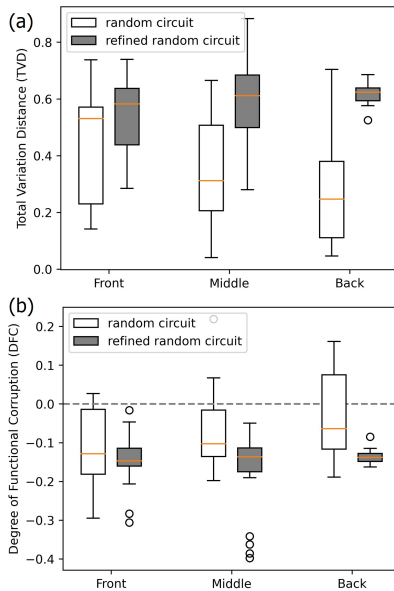 (a)
random circuit
refined random circuit
Total Variation Distance (TVD)
0.8
0.6
0.4
0.2
0.0
Front
Middle
Back
(b)
random circuit
refined random circuit
Degree of Functional Corruption (DFC)
0.2
0.1
0.0
−0.1
−0.2
−0.3
−0.4
Front
Middle
Back